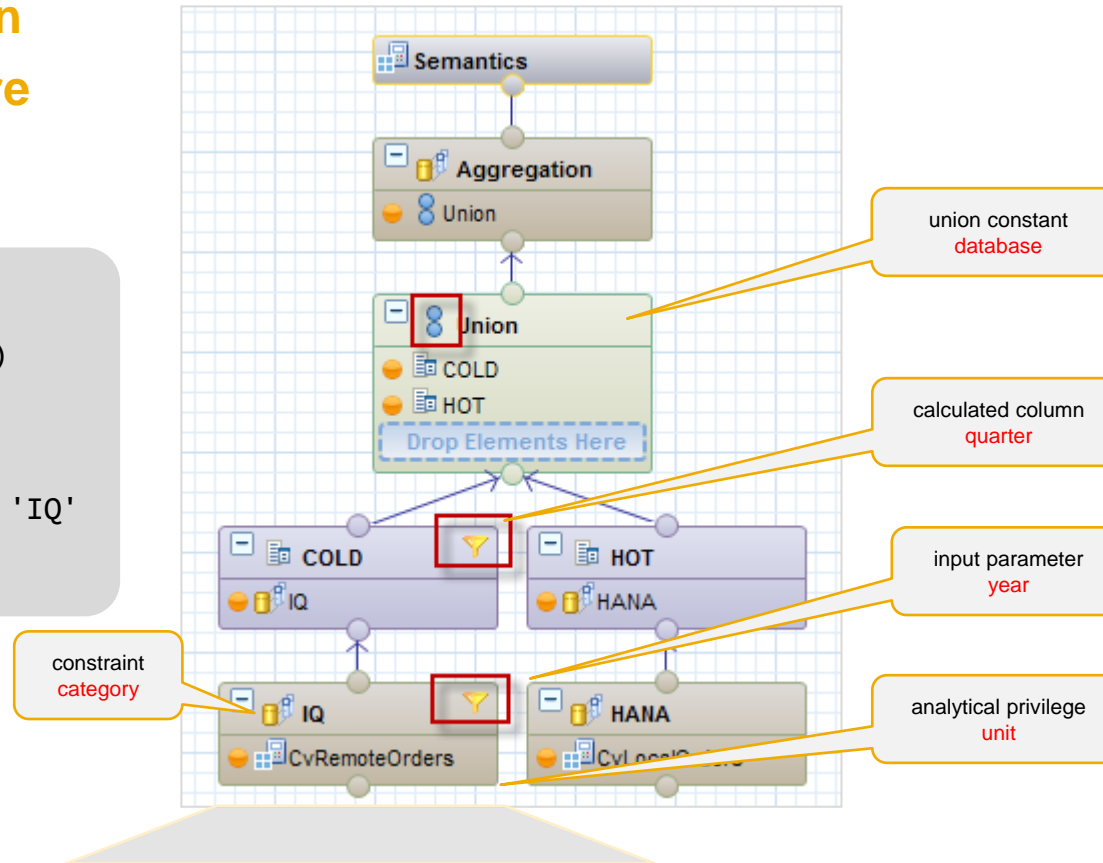 Semantics
Aggregation
Union
union constant
database
Union
COLD
HOT
Drop Elements Here
calculated column
quarter
)
'IQ'
COLD
HOT
IQ
HANA
input parameter
year
constraint
category
IQ
HANA
analytical privilege
unit
CvRemoteOrders